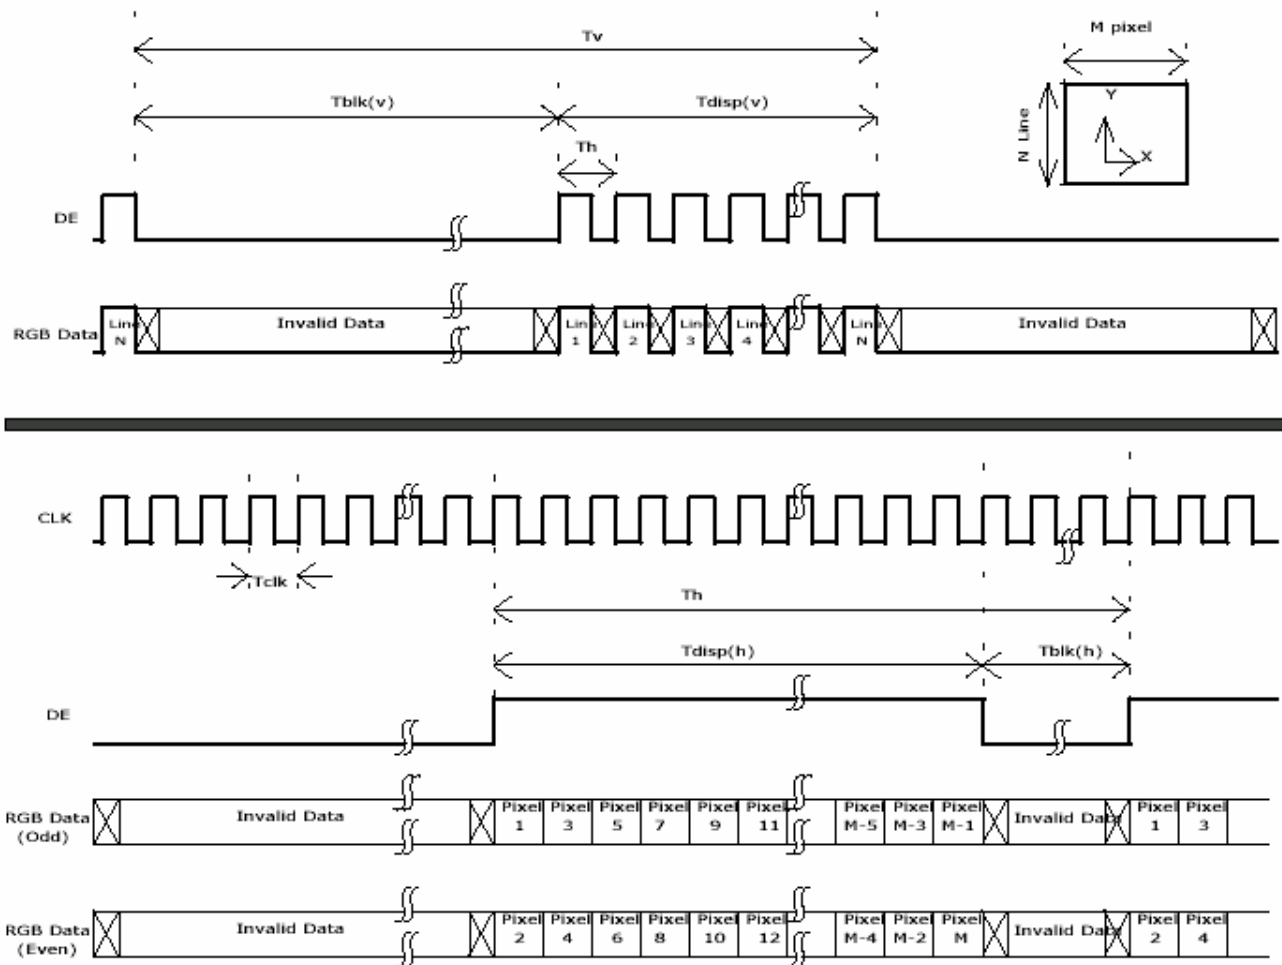 Tv
M pixel
Tblk(v)
Tdisp(v)
Y
N Line
X
Th
DE
RGB Data
Line N
Invalid Data
Line 1
Line 2
Line 3
Line 4
Line N
Invalid Data
CLK
Tclk
Th
Tdisp(h)
Tblk(h)
DE
RGB Data
(Odd)
Invalid Data
Pixel 1
Pixel 3
Pixel 5
Pixel 7
Pixel 9
Pixel 11
Pixel M-5
Pixel M-3
Pixel M-1
Invalid Data
Pixel 1
Pixel 3
RGB Data
(Even)
Invalid Data
Pixel 2
Pixel 4
Pixel 6
Pixel 8
Pixel 10
Pixel 12
Pixel M-4
Pixel M-2
Pixel M
Invalid Data
Pixel 2
Pixel 4